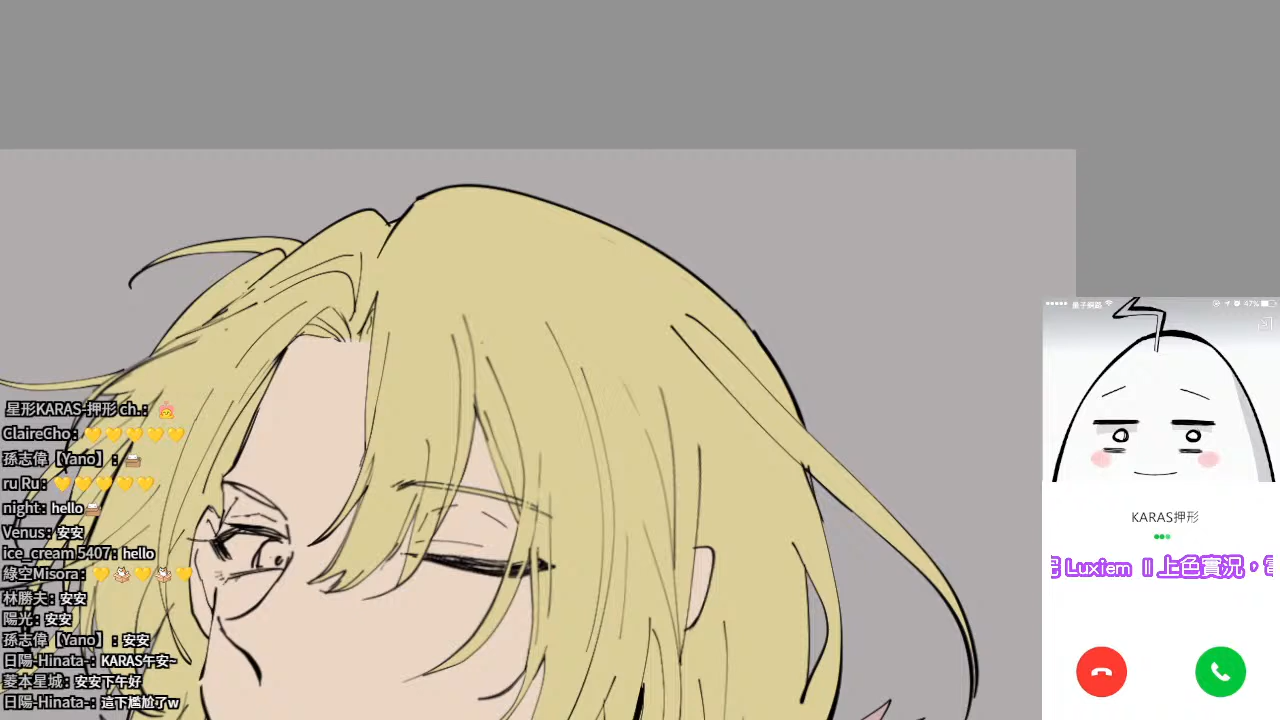 星形KARAS-押形 ch.:
ClaireCho:
孫志偉【Yano】:
ru Ru:
night: hello
Venus: 安安
ice_cream 5407: hello
綠空Misora:
林勝夫: 安安
陽光: 安安
孫志偉【Yano】: 安安
日陽-Hinata-: KARAS午安~
菱本星城: 安安下午好
日陽-Hinata-: 這下尷尬了w
47%
KARAS押形
Luxiem || 上色實況，